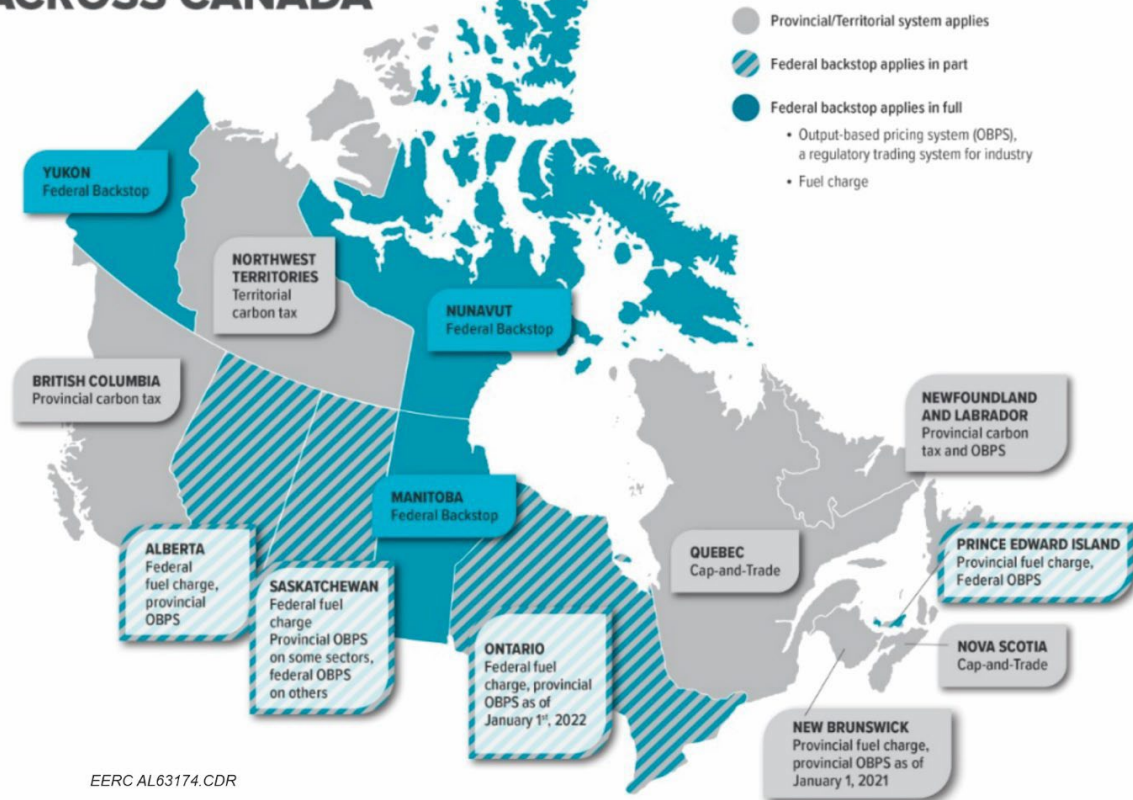 ACROSS CANADA
Provincial/Territorial system applies
Federal backstop applies in part
Federal backstop applies in full
• Output-based pricing system (OBPS),
a regulatory trading system for industry
• Fuel charge
YUKON
Federal Backstop
NORTHWEST
TERRITORIES
Territorial
carbon tax
NUNAVUT
Federal Backstop
BRITISH COLUMBIA
Provincial carbon tax
NEWFOUNDLAND
AND LABRADOR
Provincial carbon
tax and OBPS
MANITOBA
Federal Backstop
ALBERTA
Federal
fuel charge,
provincial
OBPS
SASKATCHEWAN
Federal fuel
charge
Provincial OBPS
on some sectors,
federal OBPS
on others
ONTARIO
Federal fuel
charge, provincial
OBPS as of
January 1st, 2022
QUEBEC
Cap-and-Trade
PRINCE EDWARD ISLAND
Provincial fuel charge,
Federal OBPS
NOVA SCOTIA
Cap-and-Trade
NEW BRUNSWICK
Provincial fuel charge,
provincial OBPS as of
January 1, 2021
EERC AL63174.CDR